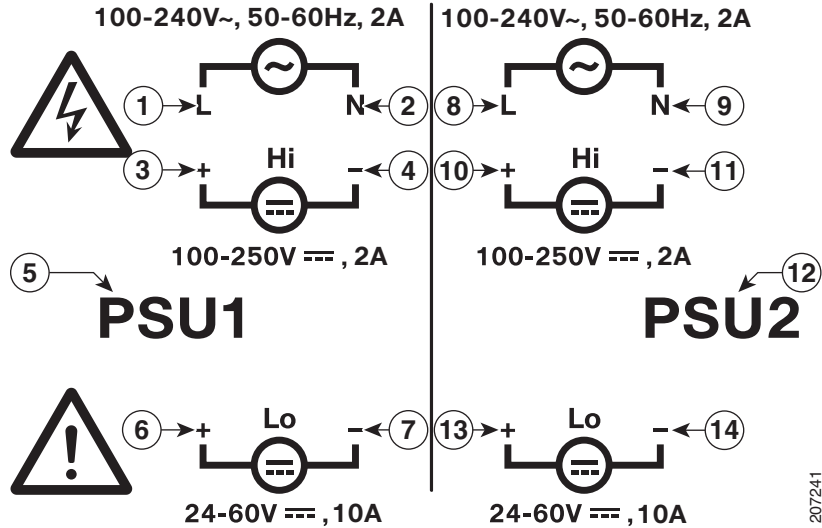 100-240V~, 50-60Hz, 2A
100-240V~, 50-60Hz, 2A
1 L N 2 8 L N 9
3 + Hi - 4 10 + Hi - 11
100-250V ⎓, 2A
100-250V ⎓, 2A
5 12
PSU1 PSU2
6 + Lo - 7 13 + Lo - 14
24-60V ⎓, 10A
24-60V ⎓, 10A
207241